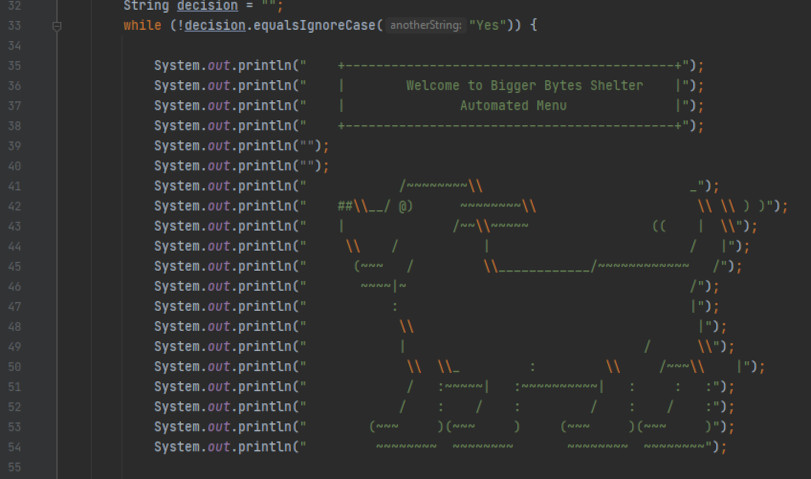 32 String decision = "";
33 while (!decision.equalsIgnoreCase( anotherString: "Yes")) {
34
35 System.out.println("    +-------------------------------------------+");
36 System.out.println("    |        Welcome to Bigger Bytes Shelter    |");
37 System.out.println("    |               Automated Menu              |");
38 System.out.println("    +-------------------------------------------+");
39 System.out.println("");
40 System.out.println("");
41 System.out.println("            /~~~~~~~~\\                           _");
42 System.out.println("    ##\\__/ @)      ~~~~~~~~\\                     \\ \\ ) )");
43 System.out.println("    |              /~~\\~~~~~                ((    |  \\");
44 System.out.println("     \\    /           |                          /   |");
45 System.out.println("      (~~~   /         \\____________/~~~~~~~~~~~~   /");
46 System.out.println("       ~~~~|~                                     /");
47 System.out.println("           :                                      |");
48 System.out.println("            \\                                     |");
49 System.out.println("            |                               /      \\");
50 System.out.println("             \\  \\_         :         \\     /~~~\\    |");
51 System.out.println("             /   :~~~~~|   :~~~~~~~~~~|   :     :   :");
52 System.out.println("            /    :    /    :         /    :    /    :");
53 System.out.println("        (~~~     )(~~~     )     (~~~     )(~~~     )");
54 System.out.println("         ~~~~~~~~  ~~~~~~~~       ~~~~~~~~  ~~~~~~~~");
55